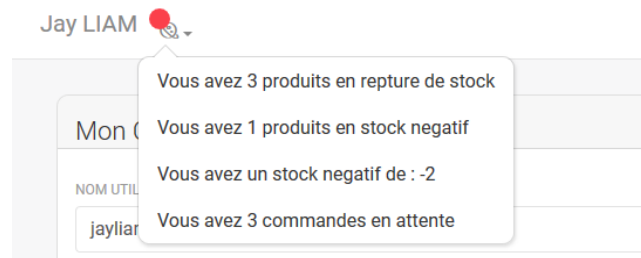 Jay LIAM
Vous avez 3 produits en repture de stock
Mon
Vous avez 1 produits en stock negatif
Vous avez un stock negatif de : -2
NOM UTIL
Vous avez 3 commandes en attente
jayliam